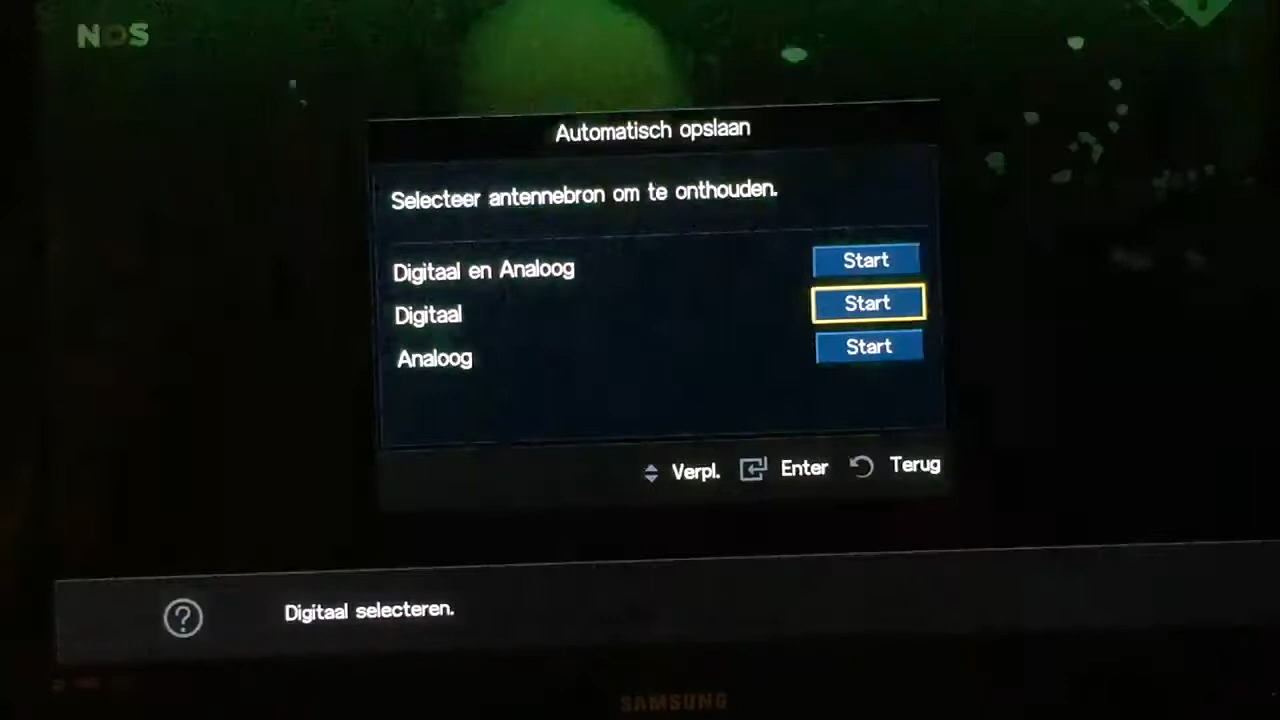 NOS
Automatisch opslaan
Selecteer antennebron om te onthouden.
Digitaal en Analoog Start
Digitaal Start
Analoog Start
Verpl. Enter Terug
? Digitaal selecteren.
SAMSUNG